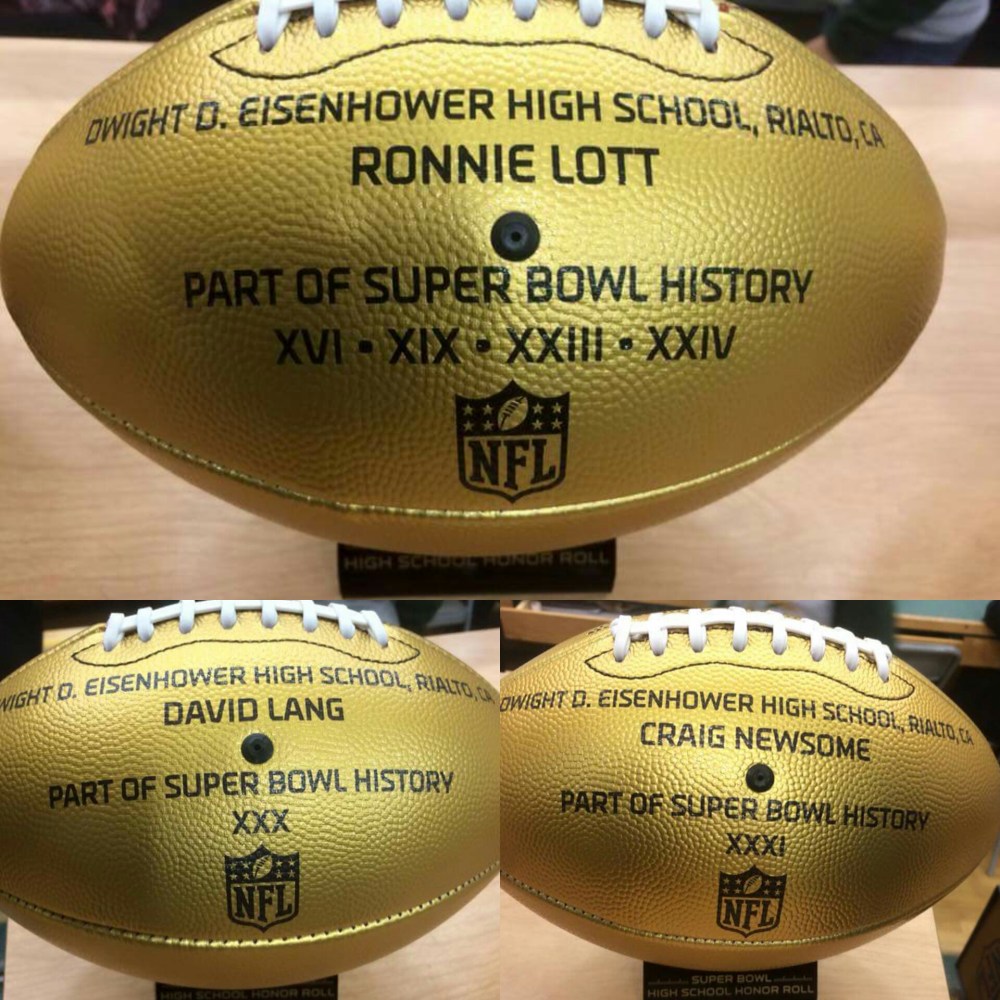 DWIGHT D. EISENHOWER HIGH SCHOOL, RIALTO, CA
RONNIE LOTT
PART OF SUPER BOWL HISTORY
XVI • XIX • XXIII • XXIV
NFL
HIGH SCHOOL HONOR ROLL
DWIGHT D. EISENHOWER HIGH SCHOOL, RIALTO, CA
DAVID LANG
PART OF SUPER BOWL HISTORY
XXX
NFL
HIGH SCHOOL HONOR ROLL
DWIGHT D. EISENHOWER HIGH SCHOOL, RIALTO, CA
CRAIG NEWSOME
PART OF SUPER BOWL HISTORY
XXXI
NFL
SUPER BOWL
HIGH SCHOOL HONOR ROLL